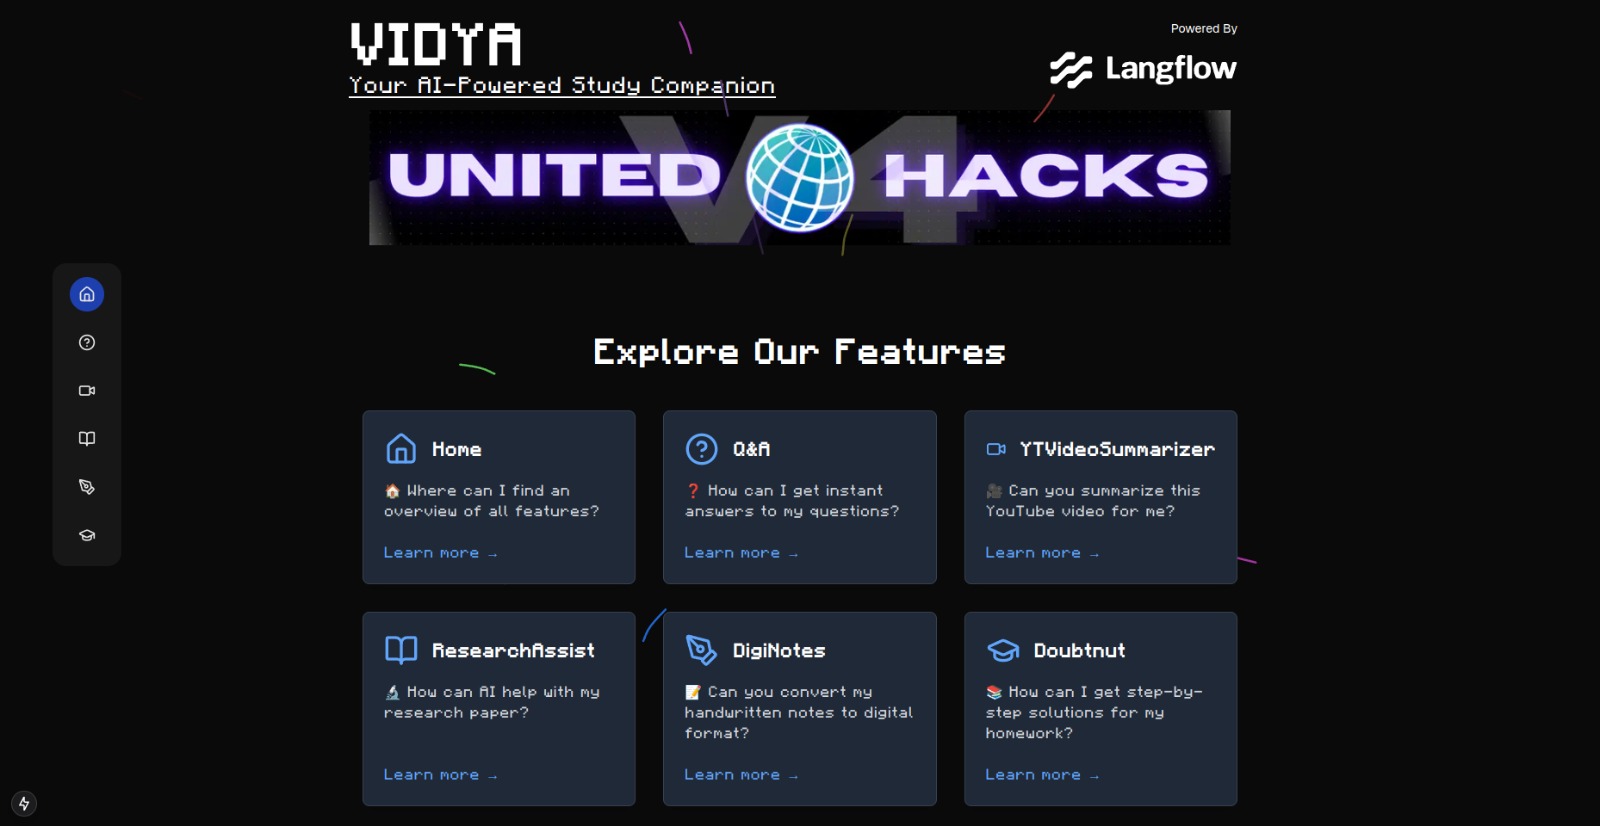 VIDYA
Your AI-Powered Study Companion
Powered By
Langflow
V4
UNITED HACKS
Explore Our Features
Home
🏠 Where can I find an
overview of all features?
Learn more →
Q&A
❓ How can I get instant
answers to my questions?
Learn more →
YTVideoSummarizer
🎥 Can you summarize this
YouTube video for me?
Learn more →
ResearchAssist
🔬 How can AI help with my
research paper?
Learn more →
DigiNotes
📝 Can you convert my
handwritten notes to digital
format?
Learn more →
Doubtnut
📚 How can I get step-by-
step solutions for my
homework?
Learn more →